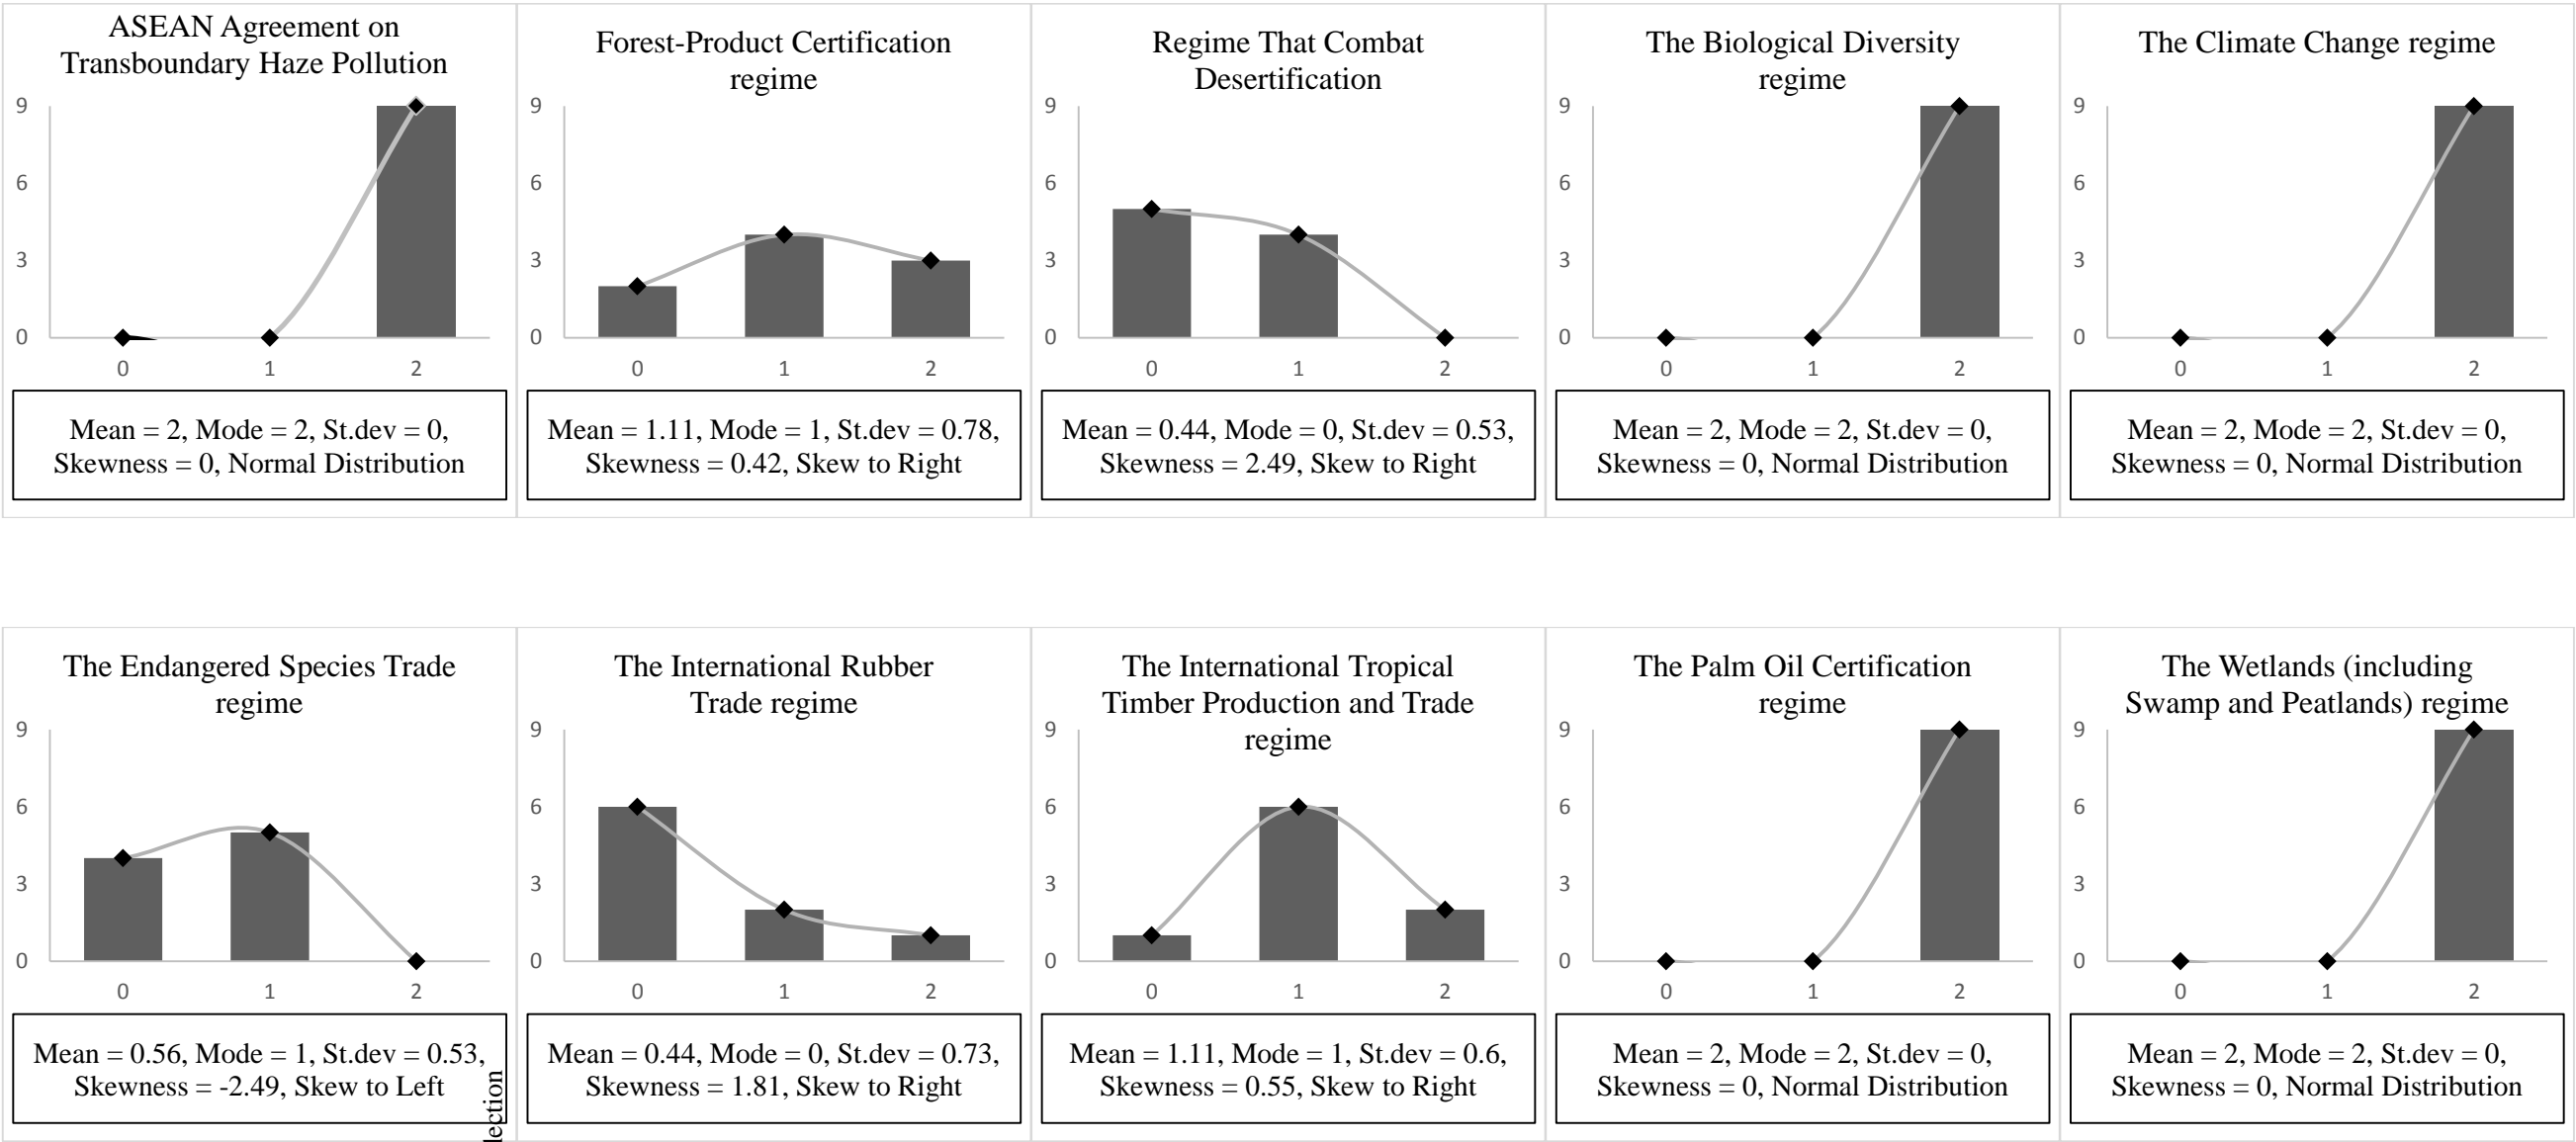 ASEAN Agreement on
Transboundary Haze Pollution
9
6
3
0
0 1 2
Mean = 2, Mode = 2, St.dev = 0,
Skewness = 0, Normal Distribution
Forest-Product Certification
regime
9
6
3
0
0 1 2
Mean = 1.11, Mode = 1, St.dev = 0.78,
Skewness = 0.42, Skew to Right
Regime That Combat
Desertification
9
6
3
0
0 1 2
Mean = 0.44, Mode = 0, St.dev = 0.53,
Skewness = 2.49, Skew to Right
The Biological Diversity
regime
9
6
3
0
0 1 2
Mean = 2, Mode = 2, St.dev = 0,
Skewness = 0, Normal Distribution
The Climate Change regime
9
6
3
0
0 1 2
Mean = 2, Mode = 2, St.dev = 0,
Skewness = 0, Normal Distribution
The Endangered Species Trade
regime
9
6
3
0
0 1 2
Mean = 0.56, Mode = 1, St.dev = 0.53,
Skewness = -2.49, Skew to Left
lection
The International Rubber
Trade regime
9
6
3
0
0 1 2
Mean = 0.44, Mode = 0, St.dev = 0.73,
Skewness = 1.81, Skew to Right
The International Tropical
Timber Production and Trade
regime
9
6
3
0
0 1 2
Mean = 1.11, Mode = 1, St.dev = 0.6,
Skewness = 0.55, Skew to Right
The Palm Oil Certification
regime
9
6
3
0
0 1 2
Mean = 2, Mode = 2, St.dev = 0,
Skewness = 0, Normal Distribution
The Wetlands (including
Swamp and Peatlands) regime
9
6
3
0
0 1 2
Mean = 2, Mode = 2, St.dev = 0,
Skewness = 0, Normal Distribution